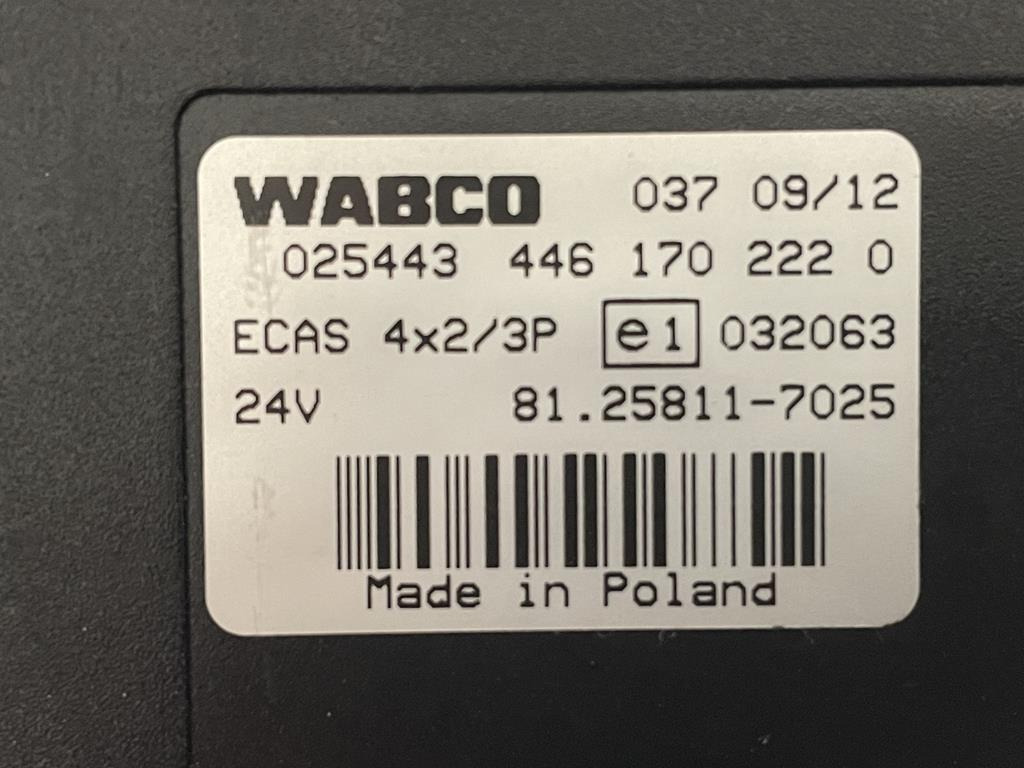 WABCO 037 09/12
025443 446 170 222 0
ECAS 4x2/3P e1 032063
24V 81.25811-7025
Made in Poland